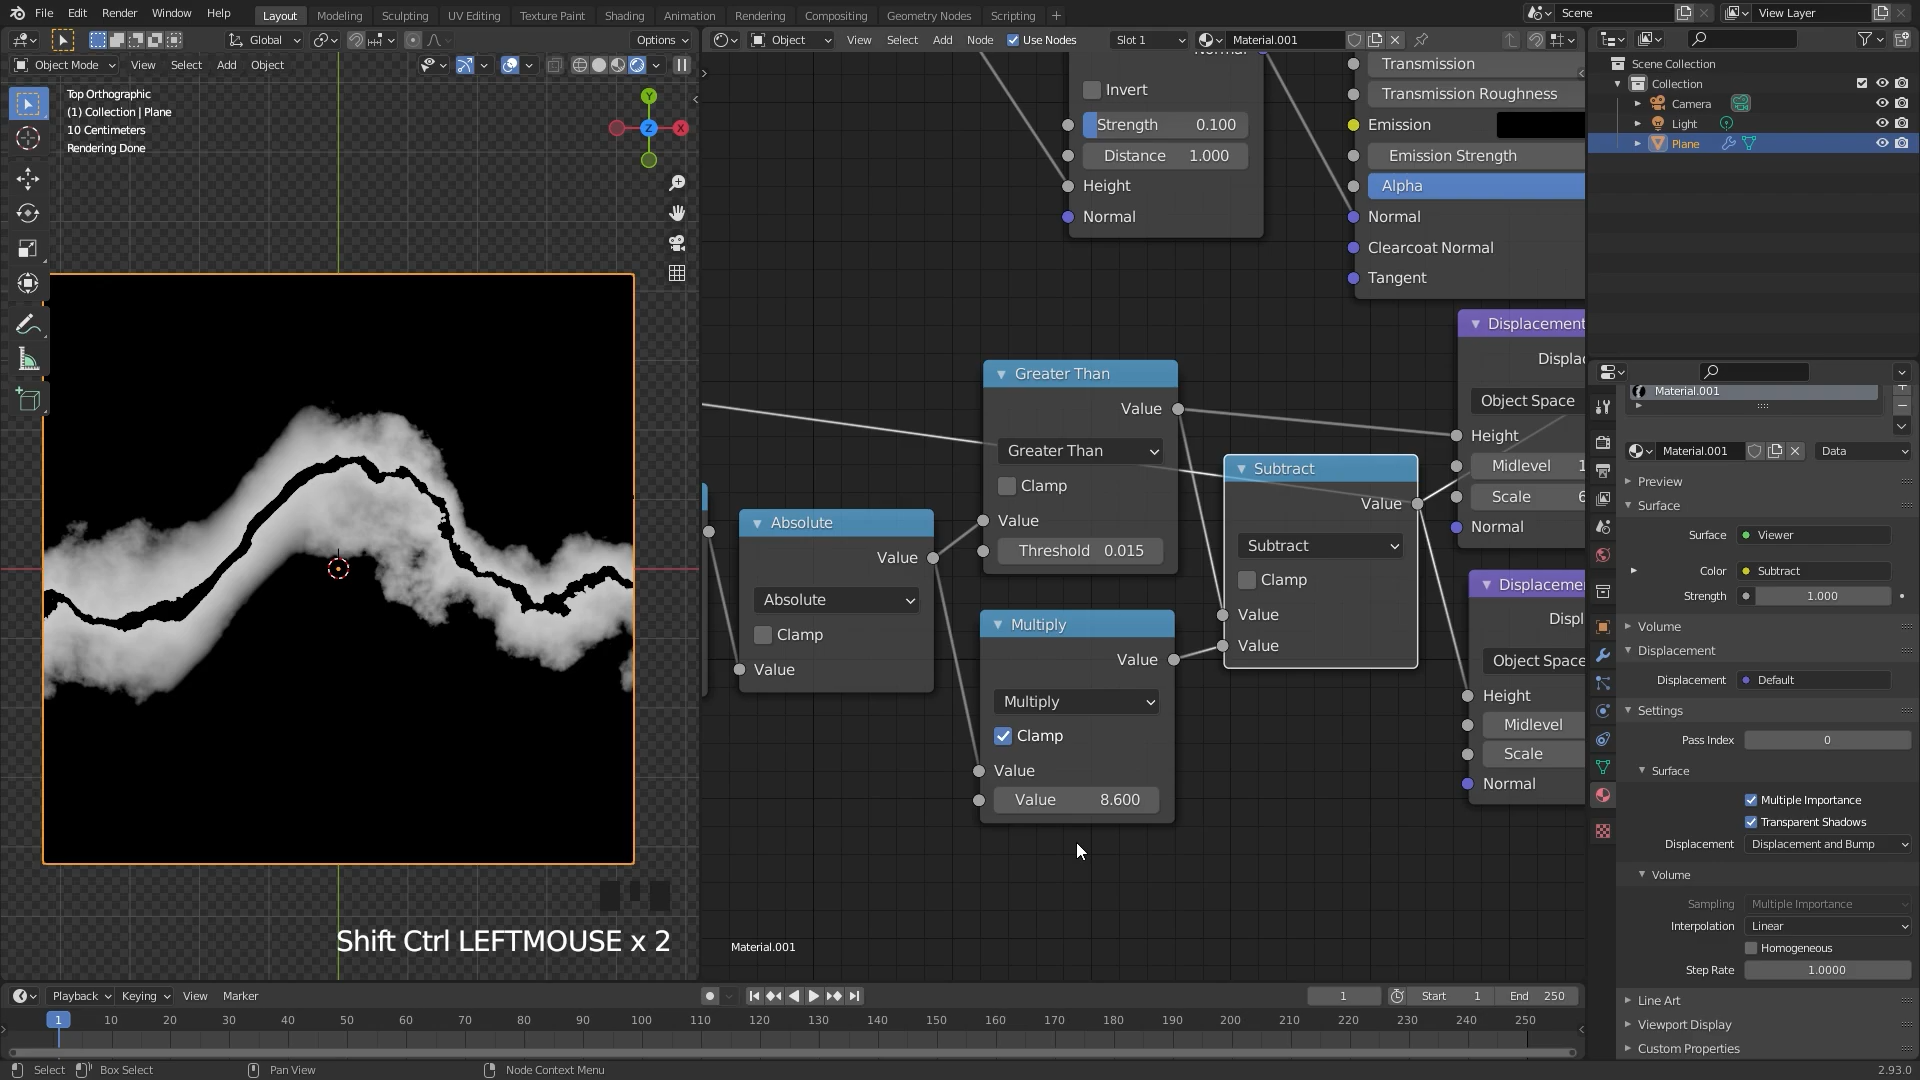 File Edit Render Window Help
Layout Modeling Sculpting UV Editing Texture Paint Shading Animation Rendering Compositing Geometry Nodes Scripting +
Scene
View Layer
Global
Options
Object
View Select Add Node Use Nodes
Slot 1
Material.001
Object Mode View Select Add Object
Top Orthographic
(1) Collection | Plane
10 Centimeters
Rendering Done
Y
Z
X
Invert
Strength 0.100
Distance 1.000
Height
Normal
Transmission
Transmission Roughness
Emission
Emission Strength
Alpha
Normal
Clearcoat Normal
Tangent
Scene Collection
Collection
Camera
Light
Plane
Greater Than
Value
Greater Than
Clamp
Value
Threshold 0.015
Displacement
Object Space
Height
Midlevel
Scale
Normal
Absolute
Value
Absolute
Clamp
Value
Subtract
Value
Subtract
Clamp
Value
Value
Multiply
Value
Multiply
Clamp
Value
Value 8.600
Object Space
Height
Midlevel
Scale
Normal
Material.001
Material.001
Data
Preview
Surface
Surface Viewer
Color Subtract
Strength 1.000
Volume
Displacement
Displacement Default
Settings
Pass Index 0
Surface
Multiple Importance
Transparent Shadows
Displacement Displacement and Bump
Volume
Sampling Multiple Importance
Interpolation Linear
Homogeneous
Step Rate 1.0000
Line Art
Viewport Display
Custom Properties
Shift Ctrl LEFTMOUSE x 2
Material.001
Playback Keying View Marker
1
Start 1
End 250
1 10 20 30 40 50 60 70 80 90 100 110 120 130 140 150 160 170 180 190 200 210 220 230 240 250
Select Box Select Pan View Node Context Menu
2.93.0